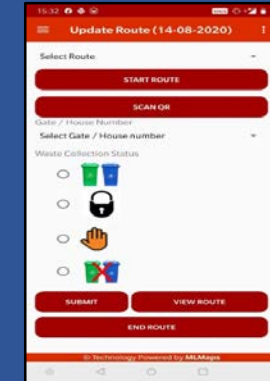 15:32
Update Route (14-08-2020)
Select Route
START ROUTE
SCAN QR
Gate / House Number
Select Gate / House number
Waste Collection Status
SUBMIT
VIEW ROUTE
END ROUTE
© Technology Powered by MLMaps